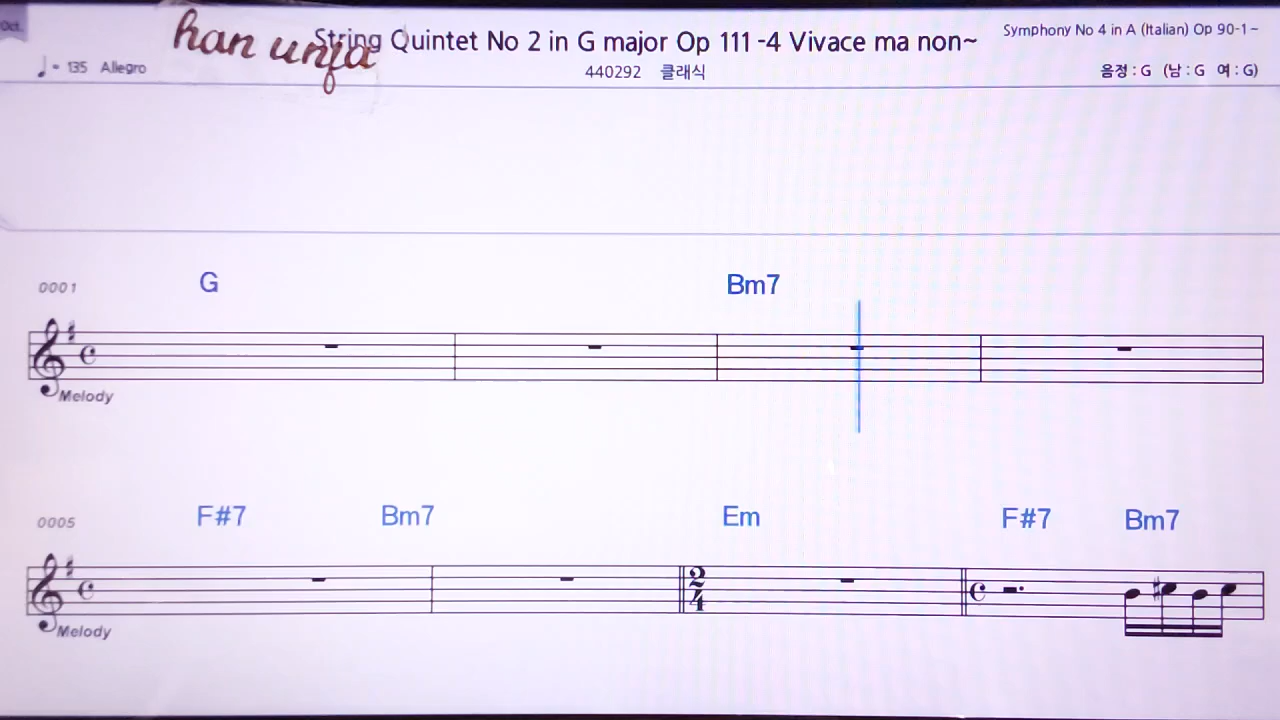 Oct.
han unja
String Quintet No 2 in G major Op 111 -4 Vivace ma non~
Symphony No 4 in A (Italian) Op 90-1 ~
♩ = 135 Allegro
440292 클래식
음정 : G (남 : G 여 : G)
0001 G Bm7
Melody
0005 F#7 Bm7 Em F#7 Bm7
2
4
Melody